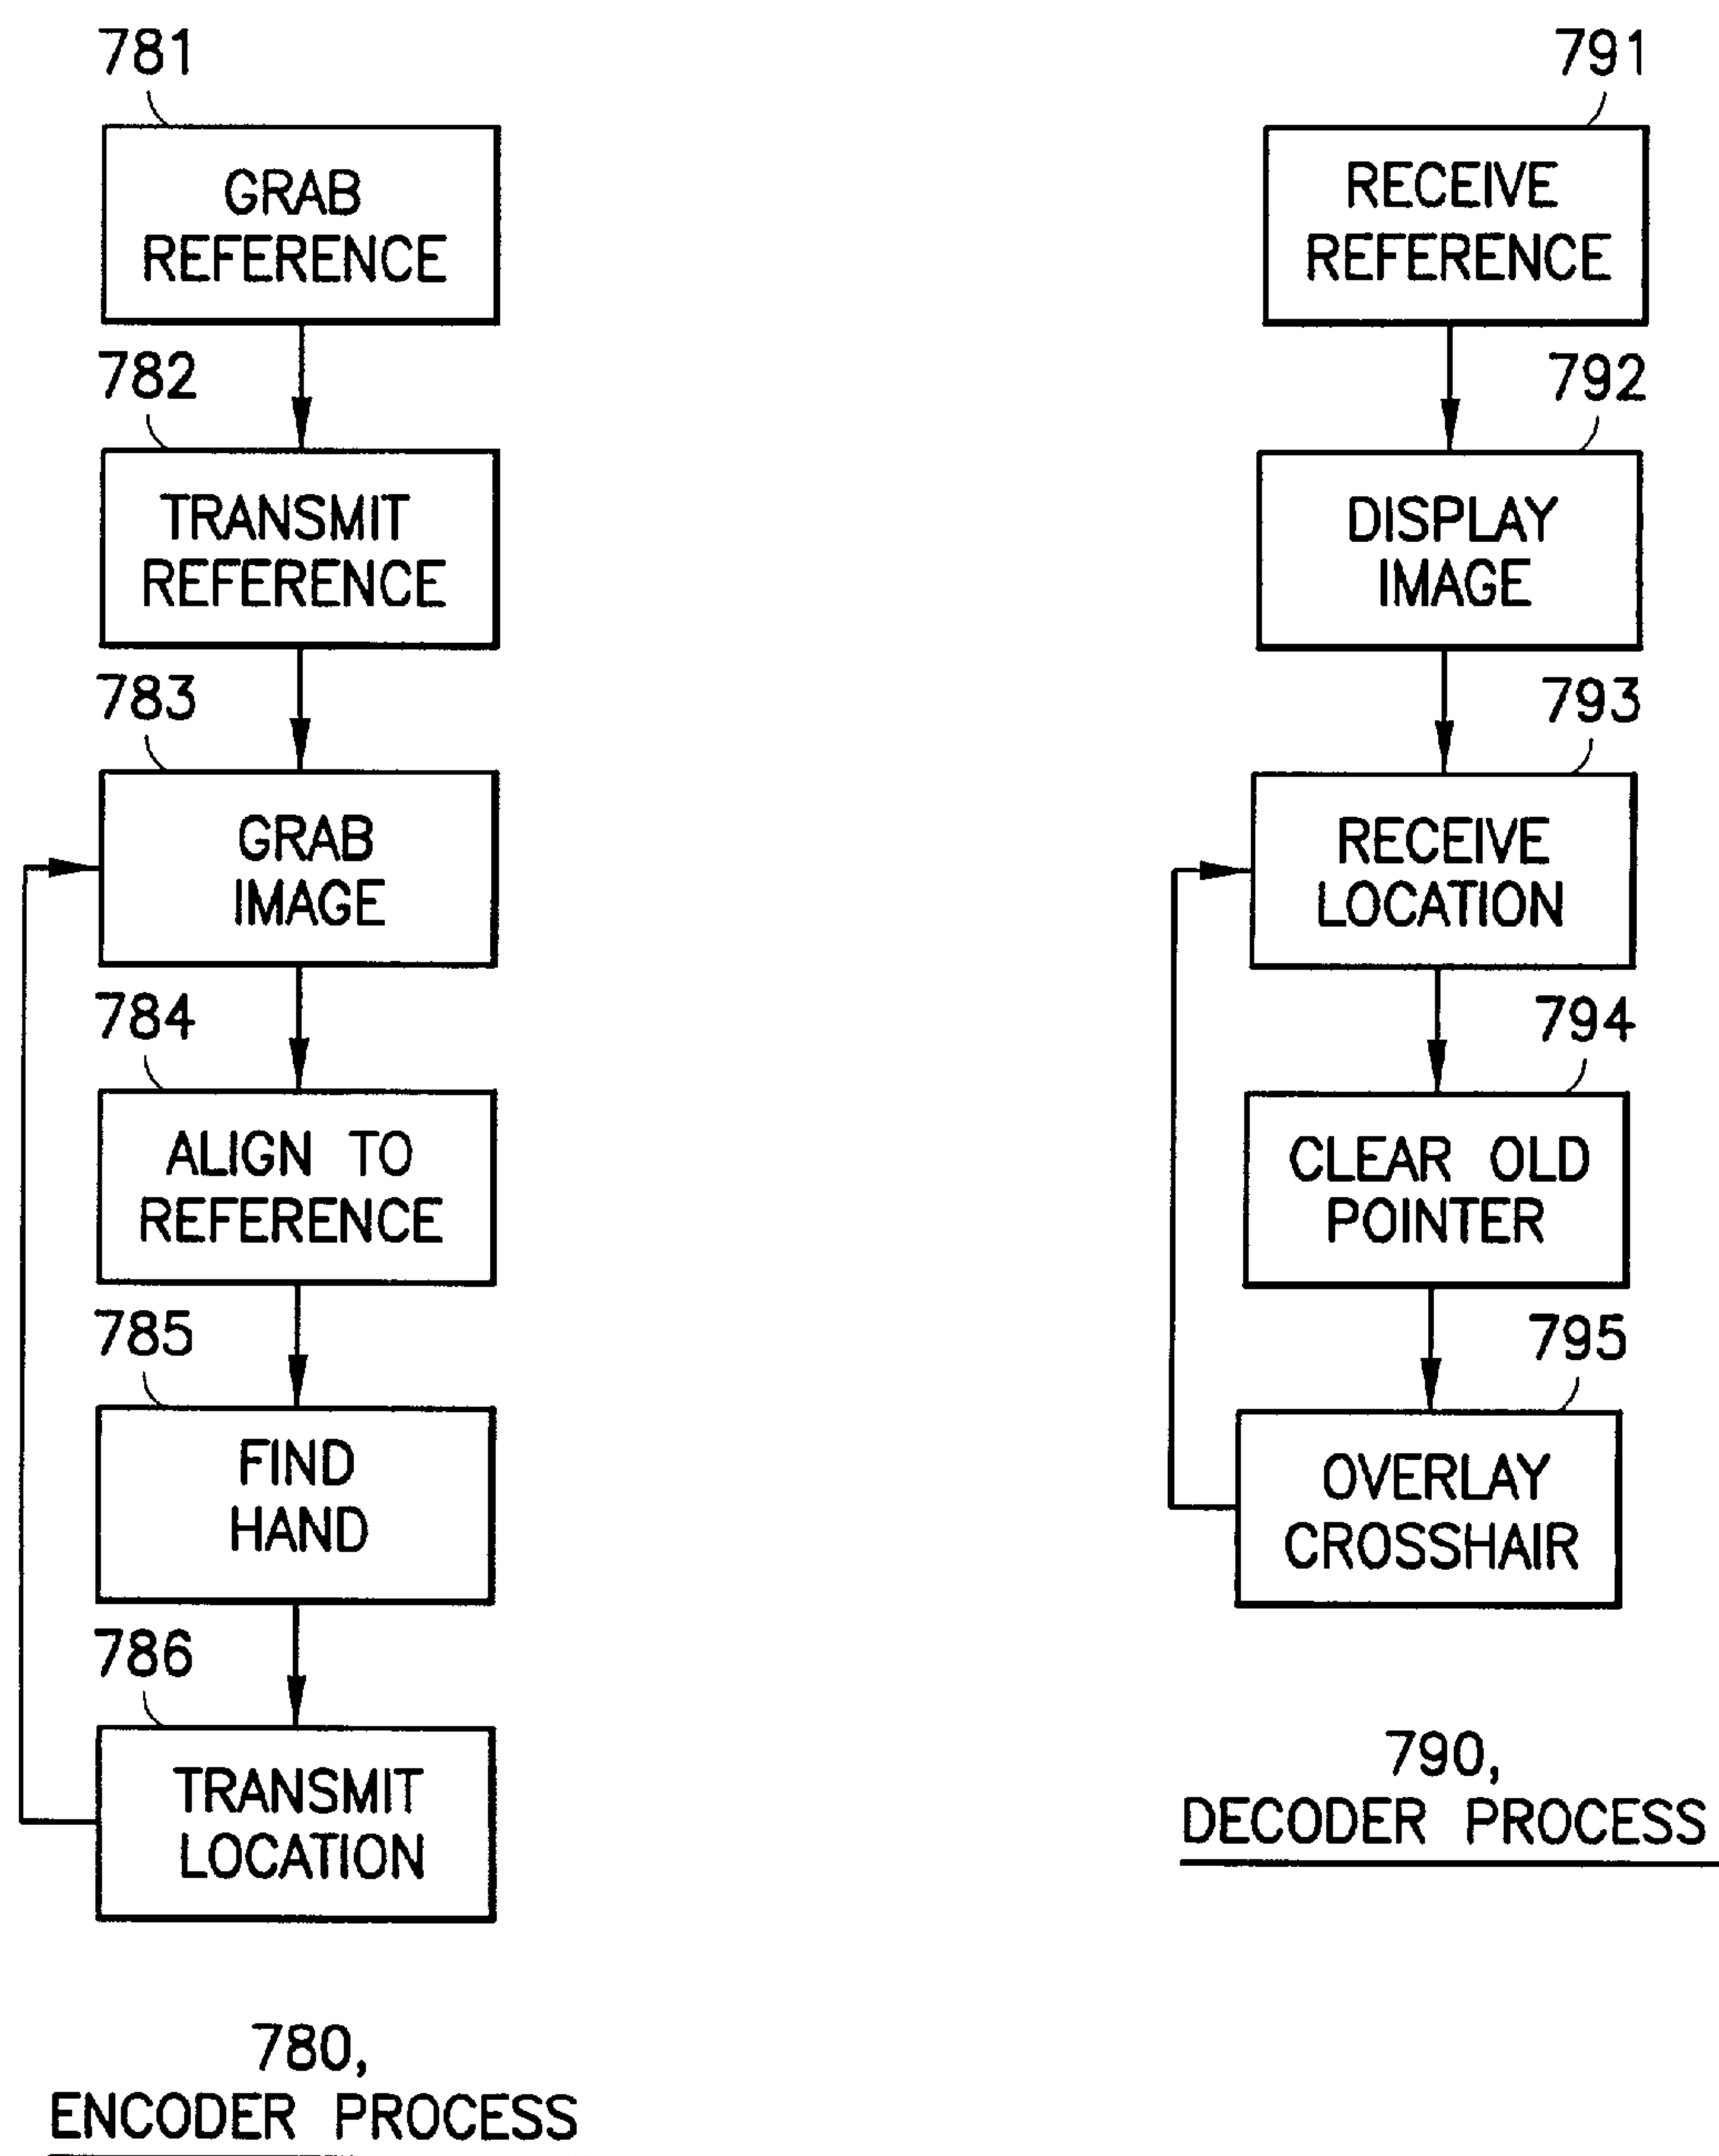 781
GRAB
REFERENCE
782
TRANSMIT
REFERENCE
783
GRAB
IMAGE
784
ALIGN TO
REFERENCE
785
FIND
HAND
786
TRANSMIT
LOCATION
780,
ENCODER PROCESS
791
RECEIVE
REFERENCE
792
DISPLAY
IMAGE
793
RECEIVE
LOCATION
794
CLEAR OLD
POINTER
795
OVERLAY
CROSSHAIR
790,
DECODER PROCESS